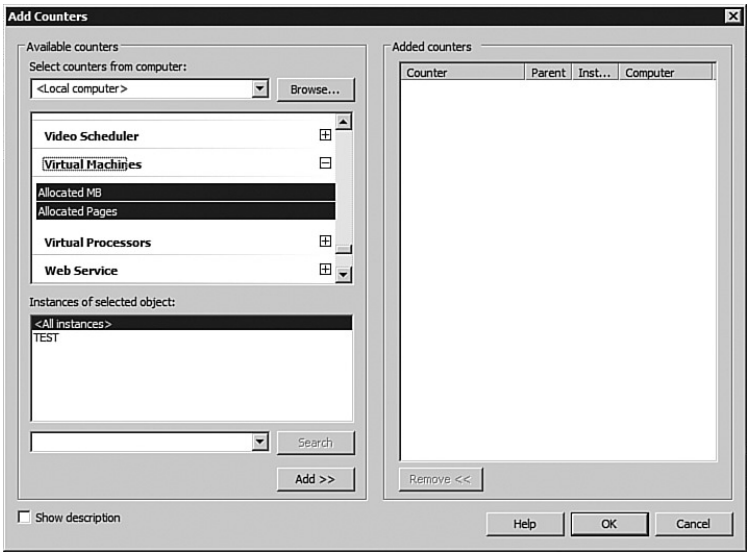 Add Counters
Available counters
Select counters from computer:
<Local computer>
Browse...
Video Scheduler
Virtual Machines
Allocated MB
Allocated Pages
Virtual Processors
Web Service
Instances of selected object:
<All instances>
TEST
Search
Add >>
Show description
Added counters
Counter Parent Inst... Computer
Remove <<
Help OK Cancel